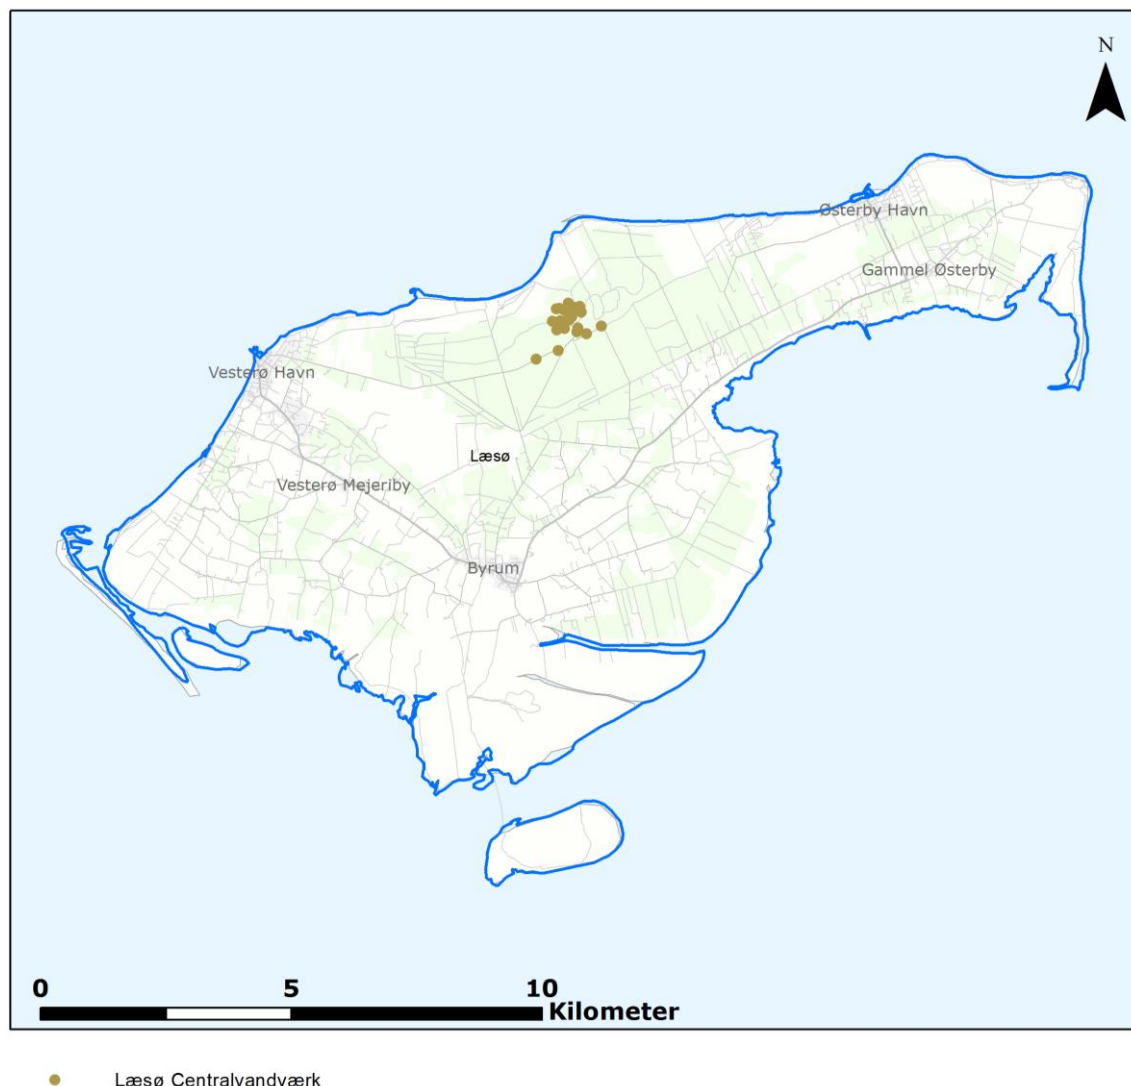 N
Østerby Havn
Gammel Østerby
Vesterø Havn
Læsø
Vesterø Mejeriby
Byrum
0 5 10
Kilometer
Læsø Centralvandværk